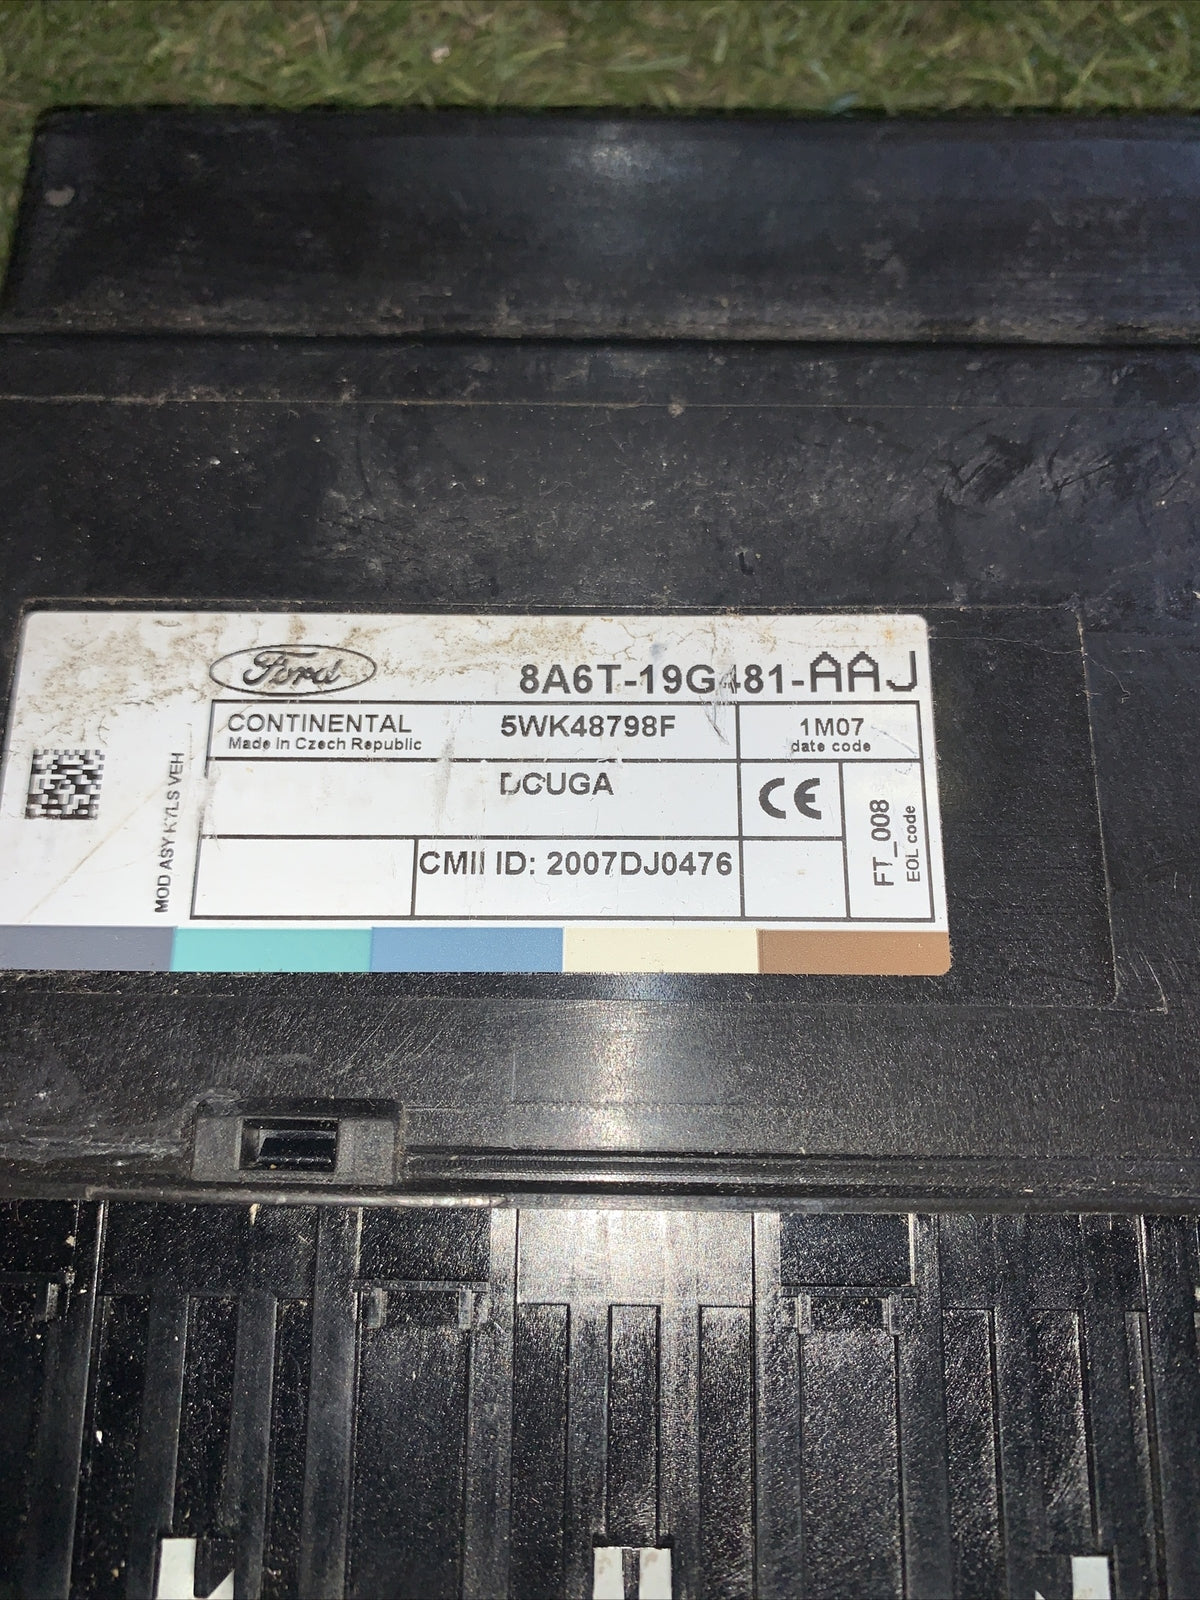 Ford
8A6T-19G481-AAJ
CONTINENTAL 5WK48798F 1M07
Made In Czech Republic date code
DCUGA
CE
CMII ID: 2007DJ0476
FT_008
EOL code
MOD ASY K7LS VEH